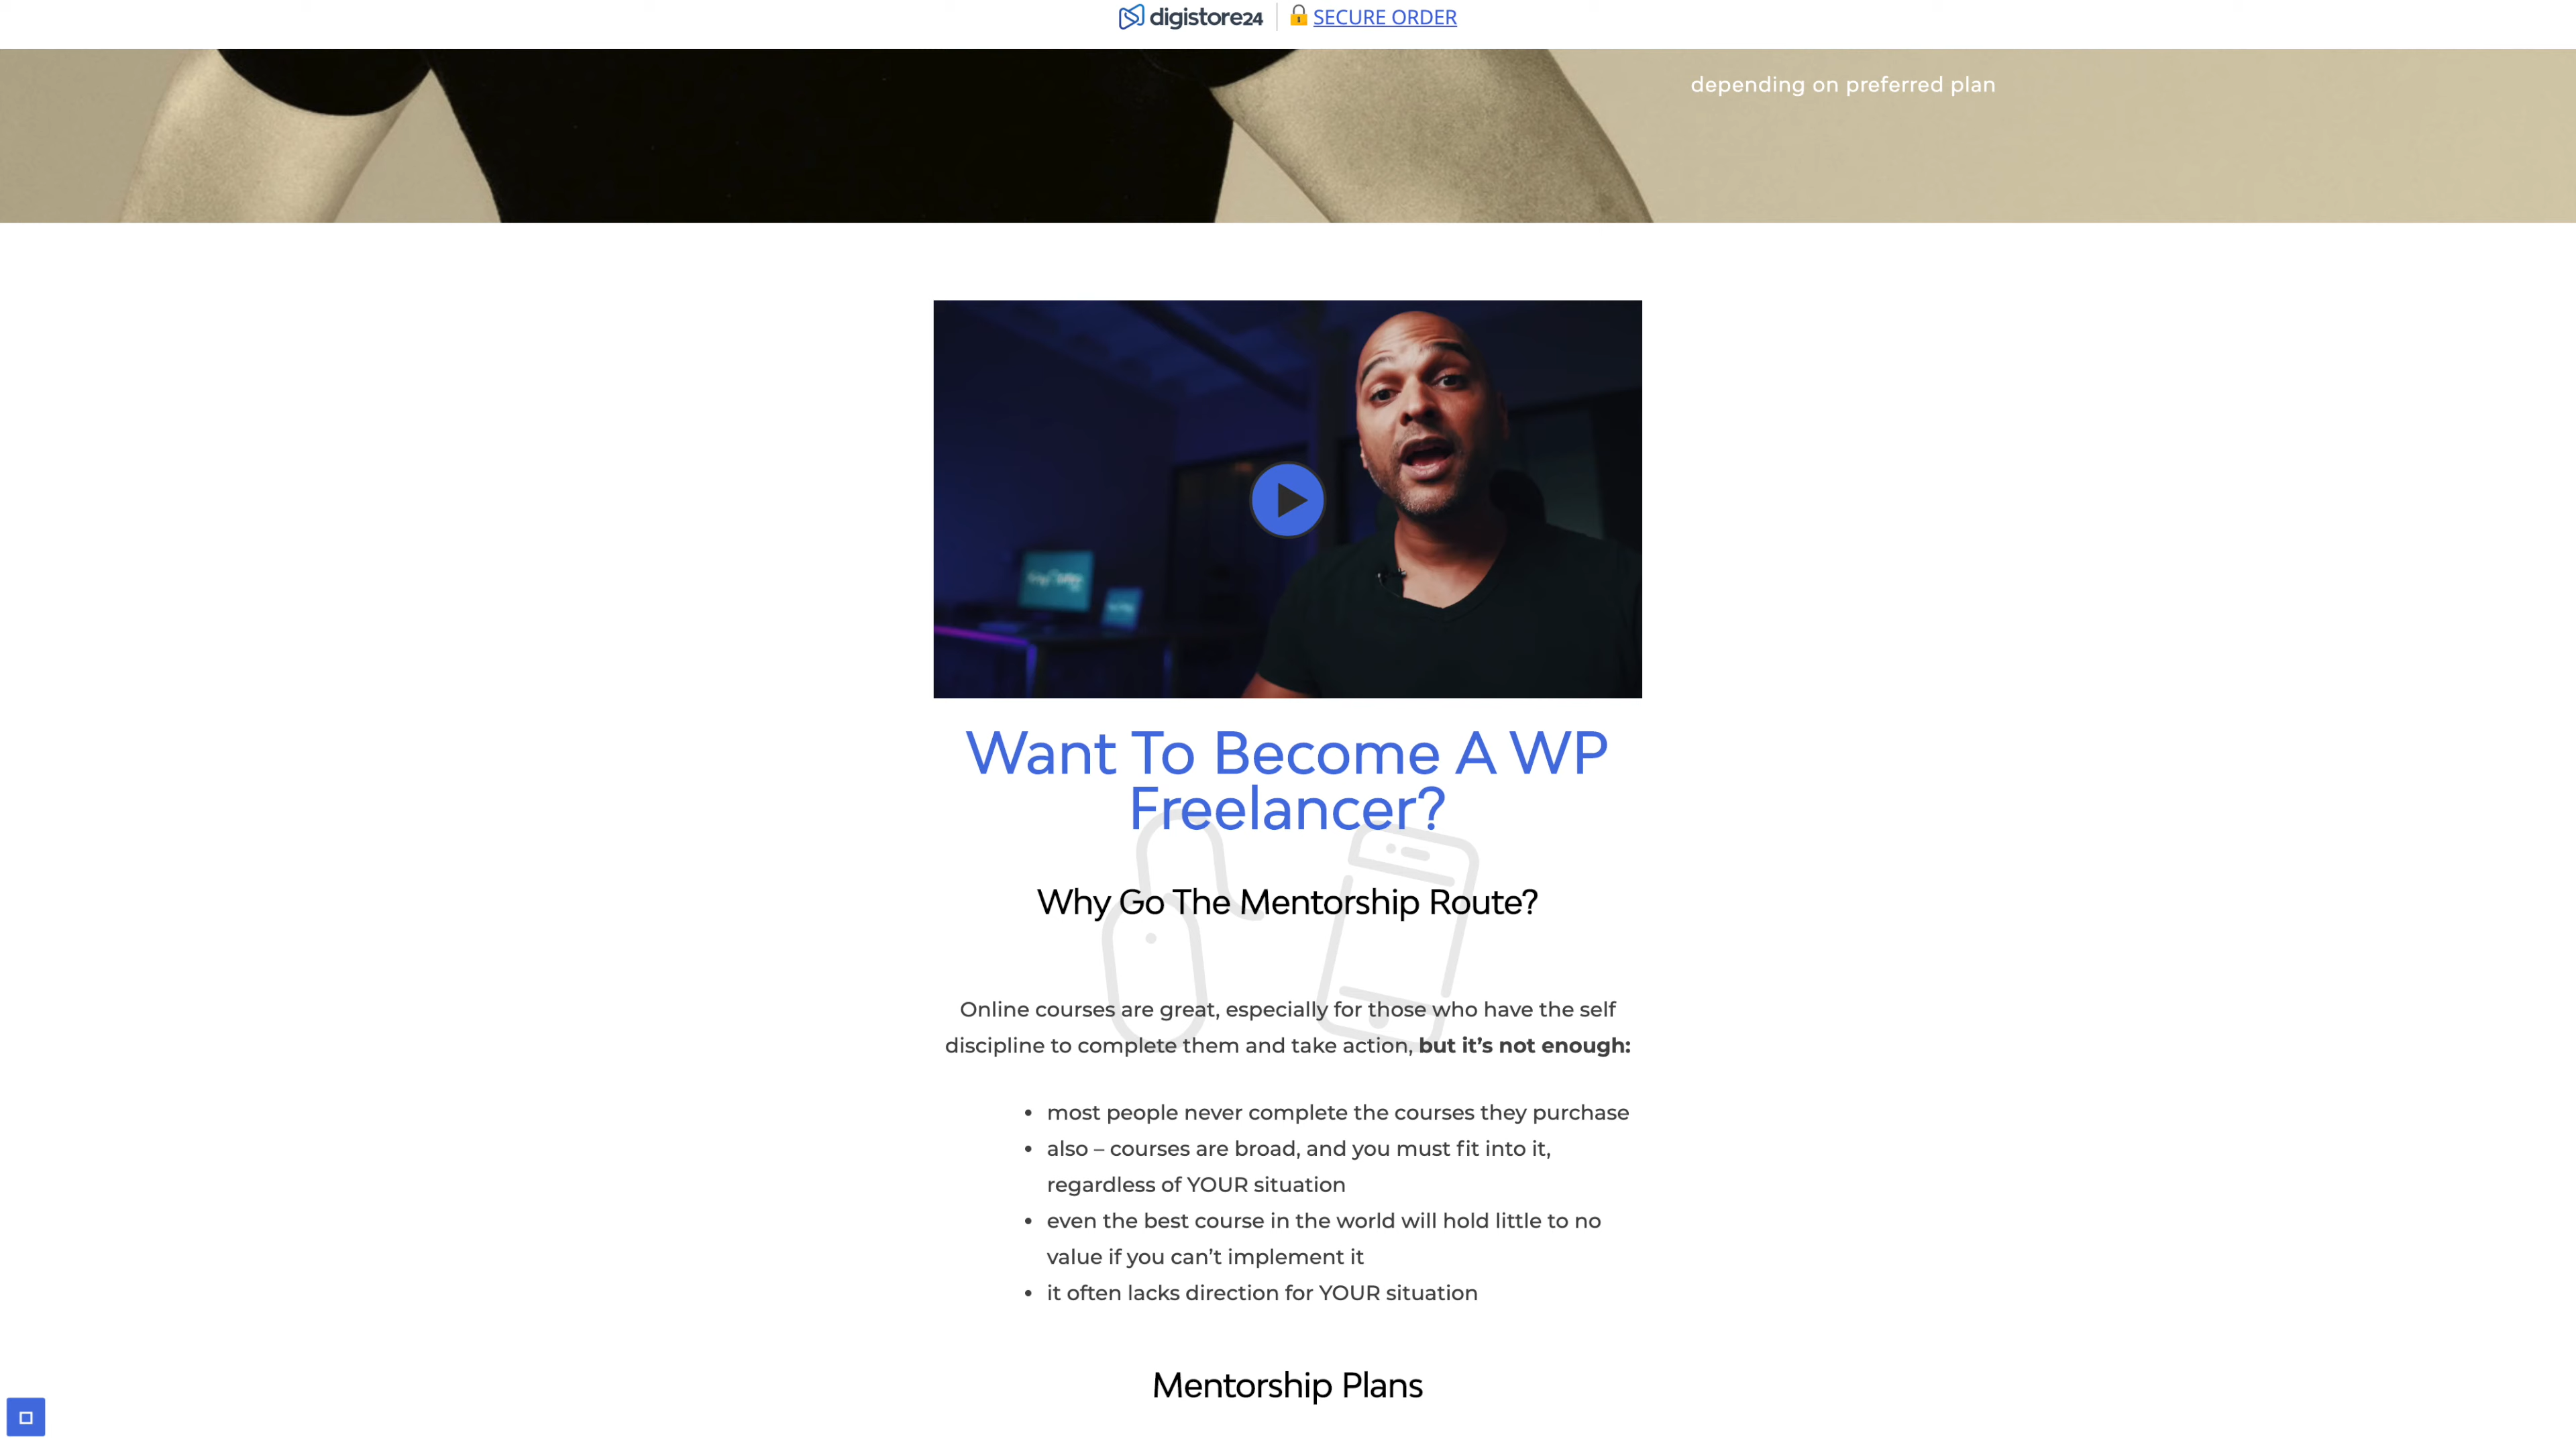 digistore24
SECURE ORDER
depending on preferred plan
Want To Become A WP
Freelancer?
Why Go The Mentorship Route?
Online courses are great, especially for those who have the self
discipline to complete them and take action, but it’s not enough:
most people never complete the courses they purchase
also – courses are broad, and you must fit into it,
regardless of YOUR situation
even the best course in the world will hold little to no
value if you can’t implement it
it often lacks direction for YOUR situation
Mentorship Plans